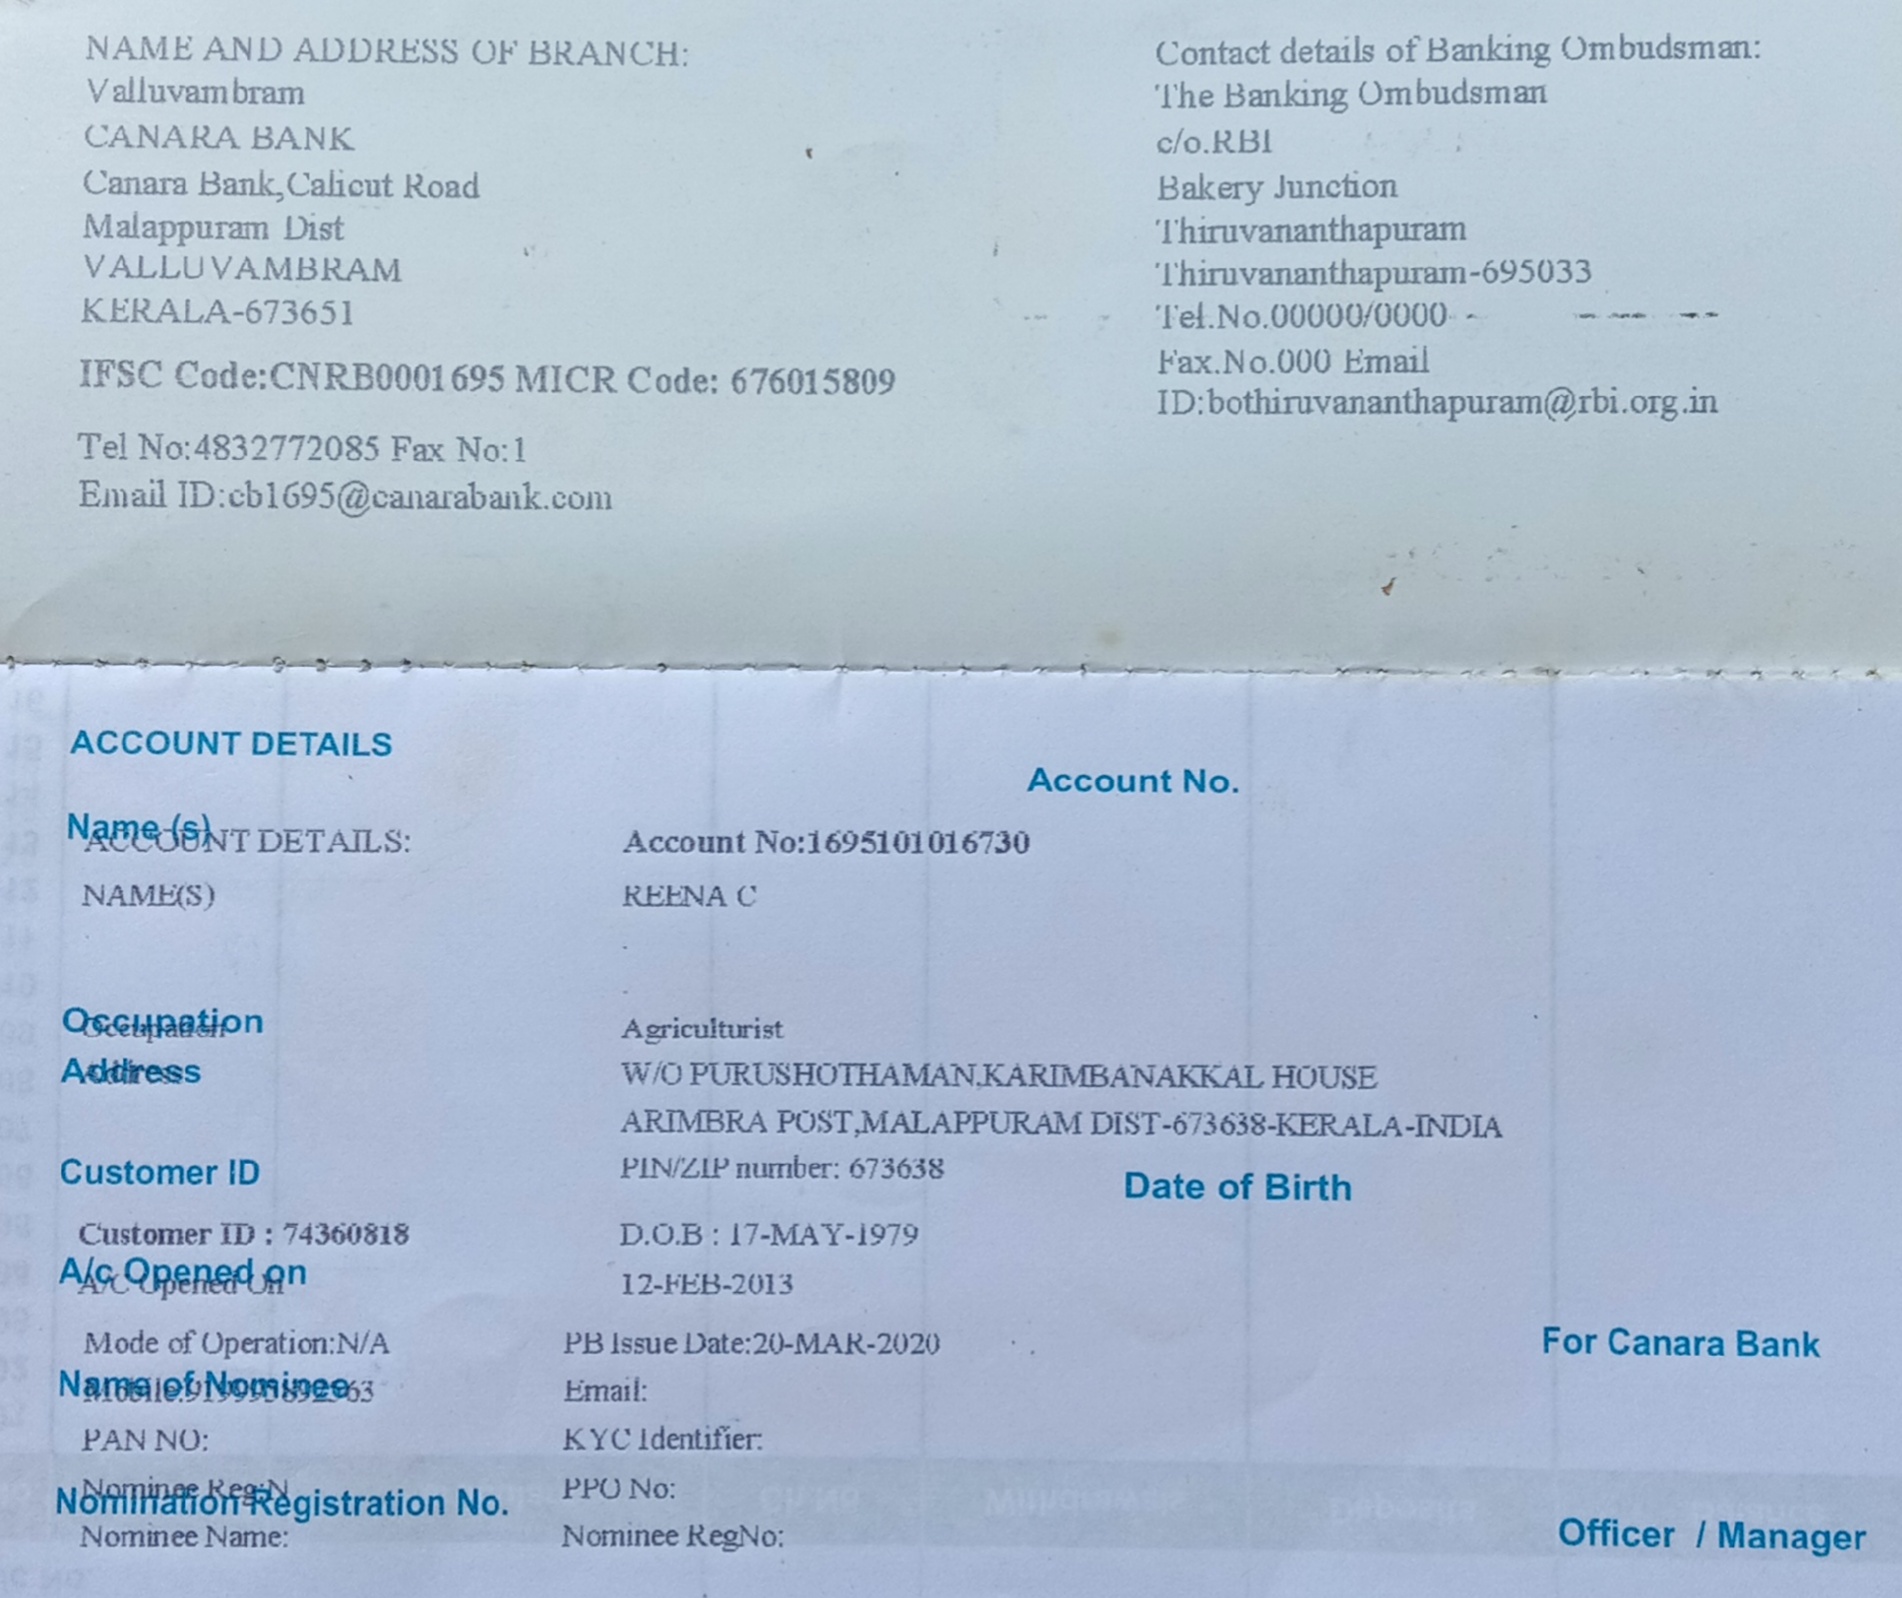 NAME AND ADDRESS OF BRANCH:
Valluvambram
CANARA BANK
Canara Bank,Calicut Road
Malappuram Dist
VALLUVAMBRAM
KERALA-673651
IFSC Code:CNRB0001695 MICR Code: 676015809
Tel No:4832772085 Fax No:1
Email ID:cb1695@canarabank.com
Contact details of Banking Ombudsman:
The Banking Ombudsman
c/o.RBI
Bakery Junction
Thiruvananthapuram
Thiruvananthapuram-695033
Tel.No.00000/0000
Fax.No.000 Email
ID:bothiruvananthapuram@rbi.org.in
ACCOUNT DETAILS
Account No.
Name (s)
ACCOUNT DETAILS: Account No:1695101016730
NAME(S) REENA C
Occupation
Occupation Agriculturist
Address
Address W/O PURUSHOTHAMAN,KARIMBANAKKAL HOUSE
ARIMBRA POST,MALAPPURAM DIST-673638-KERALA-INDIA
Customer ID PIN/ZIP number: 673638
Date of Birth
Customer ID : 74360818 D.O.B : 17-MAY-1979
A/c Opened on
A/C Opened On 12-FEB-2013
Mode of Operation:N/A PB Issue Date:20-MAR-2020
For Canara Bank
Name of Nominee
Email:
PAN NO: KYC Identifier:
Nominee Reg:N PPO No:
Nomination Registration No.
Nominee Name: Nominee RegNo:
Officer / Manager